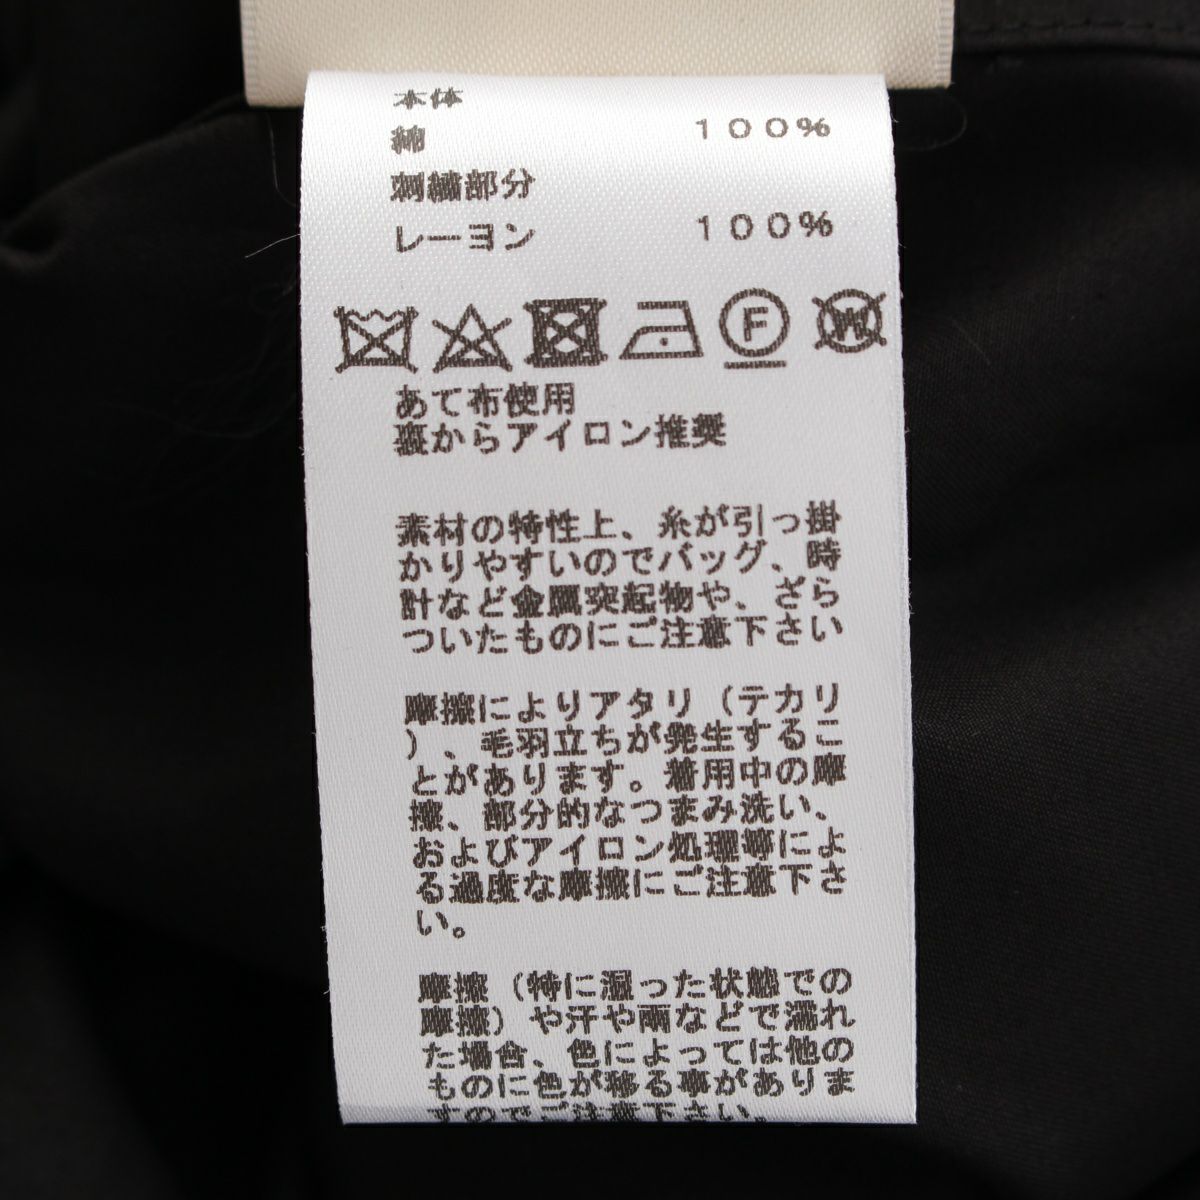 本体
綿 100%
刺繍部分
レーヨン 100%
F
W
あて布使用
裏からアイロン推奨
素材の特性上、糸が引っ掛
かりやすいのでバッグ、時
計など金属突起物や、ざら
ついたものにご注意下さい
摩擦によりアタリ（テカリ
）、毛羽立ちが発生するこ
とがあります。着用中の摩
擦、部分的なつまみ洗い、
およびアイロン処理等によ
る過度な摩擦にご注意下さ
い。
摩擦（特に湿った状態での
摩擦）や汗や雨などで濡れ
た場合、色によっては他の
ものに色が移る事がありま
すのでご注意下さい。